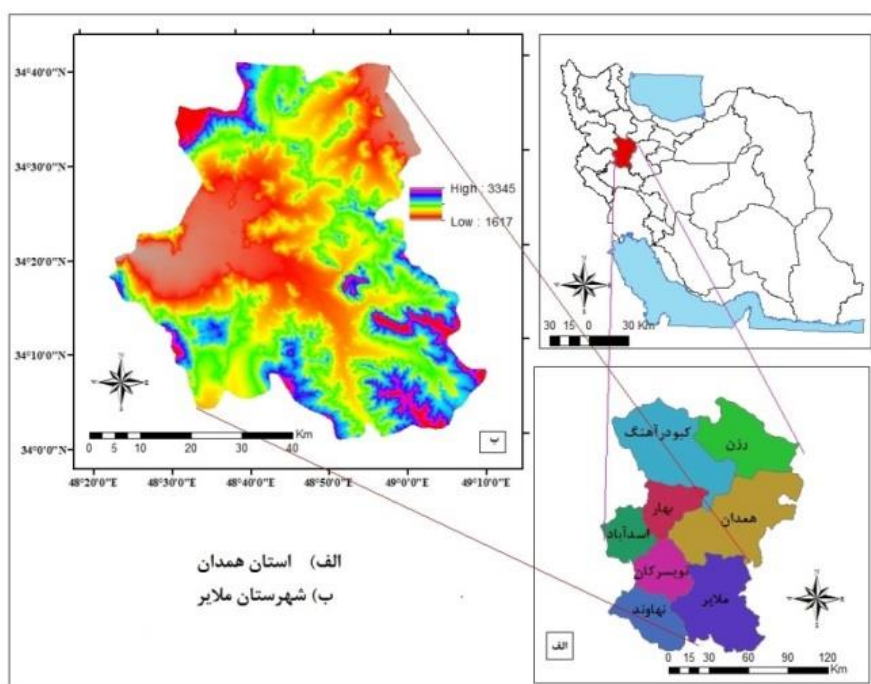 34°40'0"N
34°30'0"N
34°20'0"N
34°10'0"N
34°0'0"N
High : 3345
Low : 1617
0 5 10 20 30 40
Km
ب
48°20'0"E 48°30'0"E 48°40'0"E 48°50'0"E 49°0'0"E 49°10'0"E
30 15 0 30 Km
کبودرآهنگ
رزن
بهار
همدان
اسدآباد
تویسرکان
ملایر
نهاوند
الف
0 15 30 60 90 120
Km
الف) استان همدان
ب) شهرستان ملایر